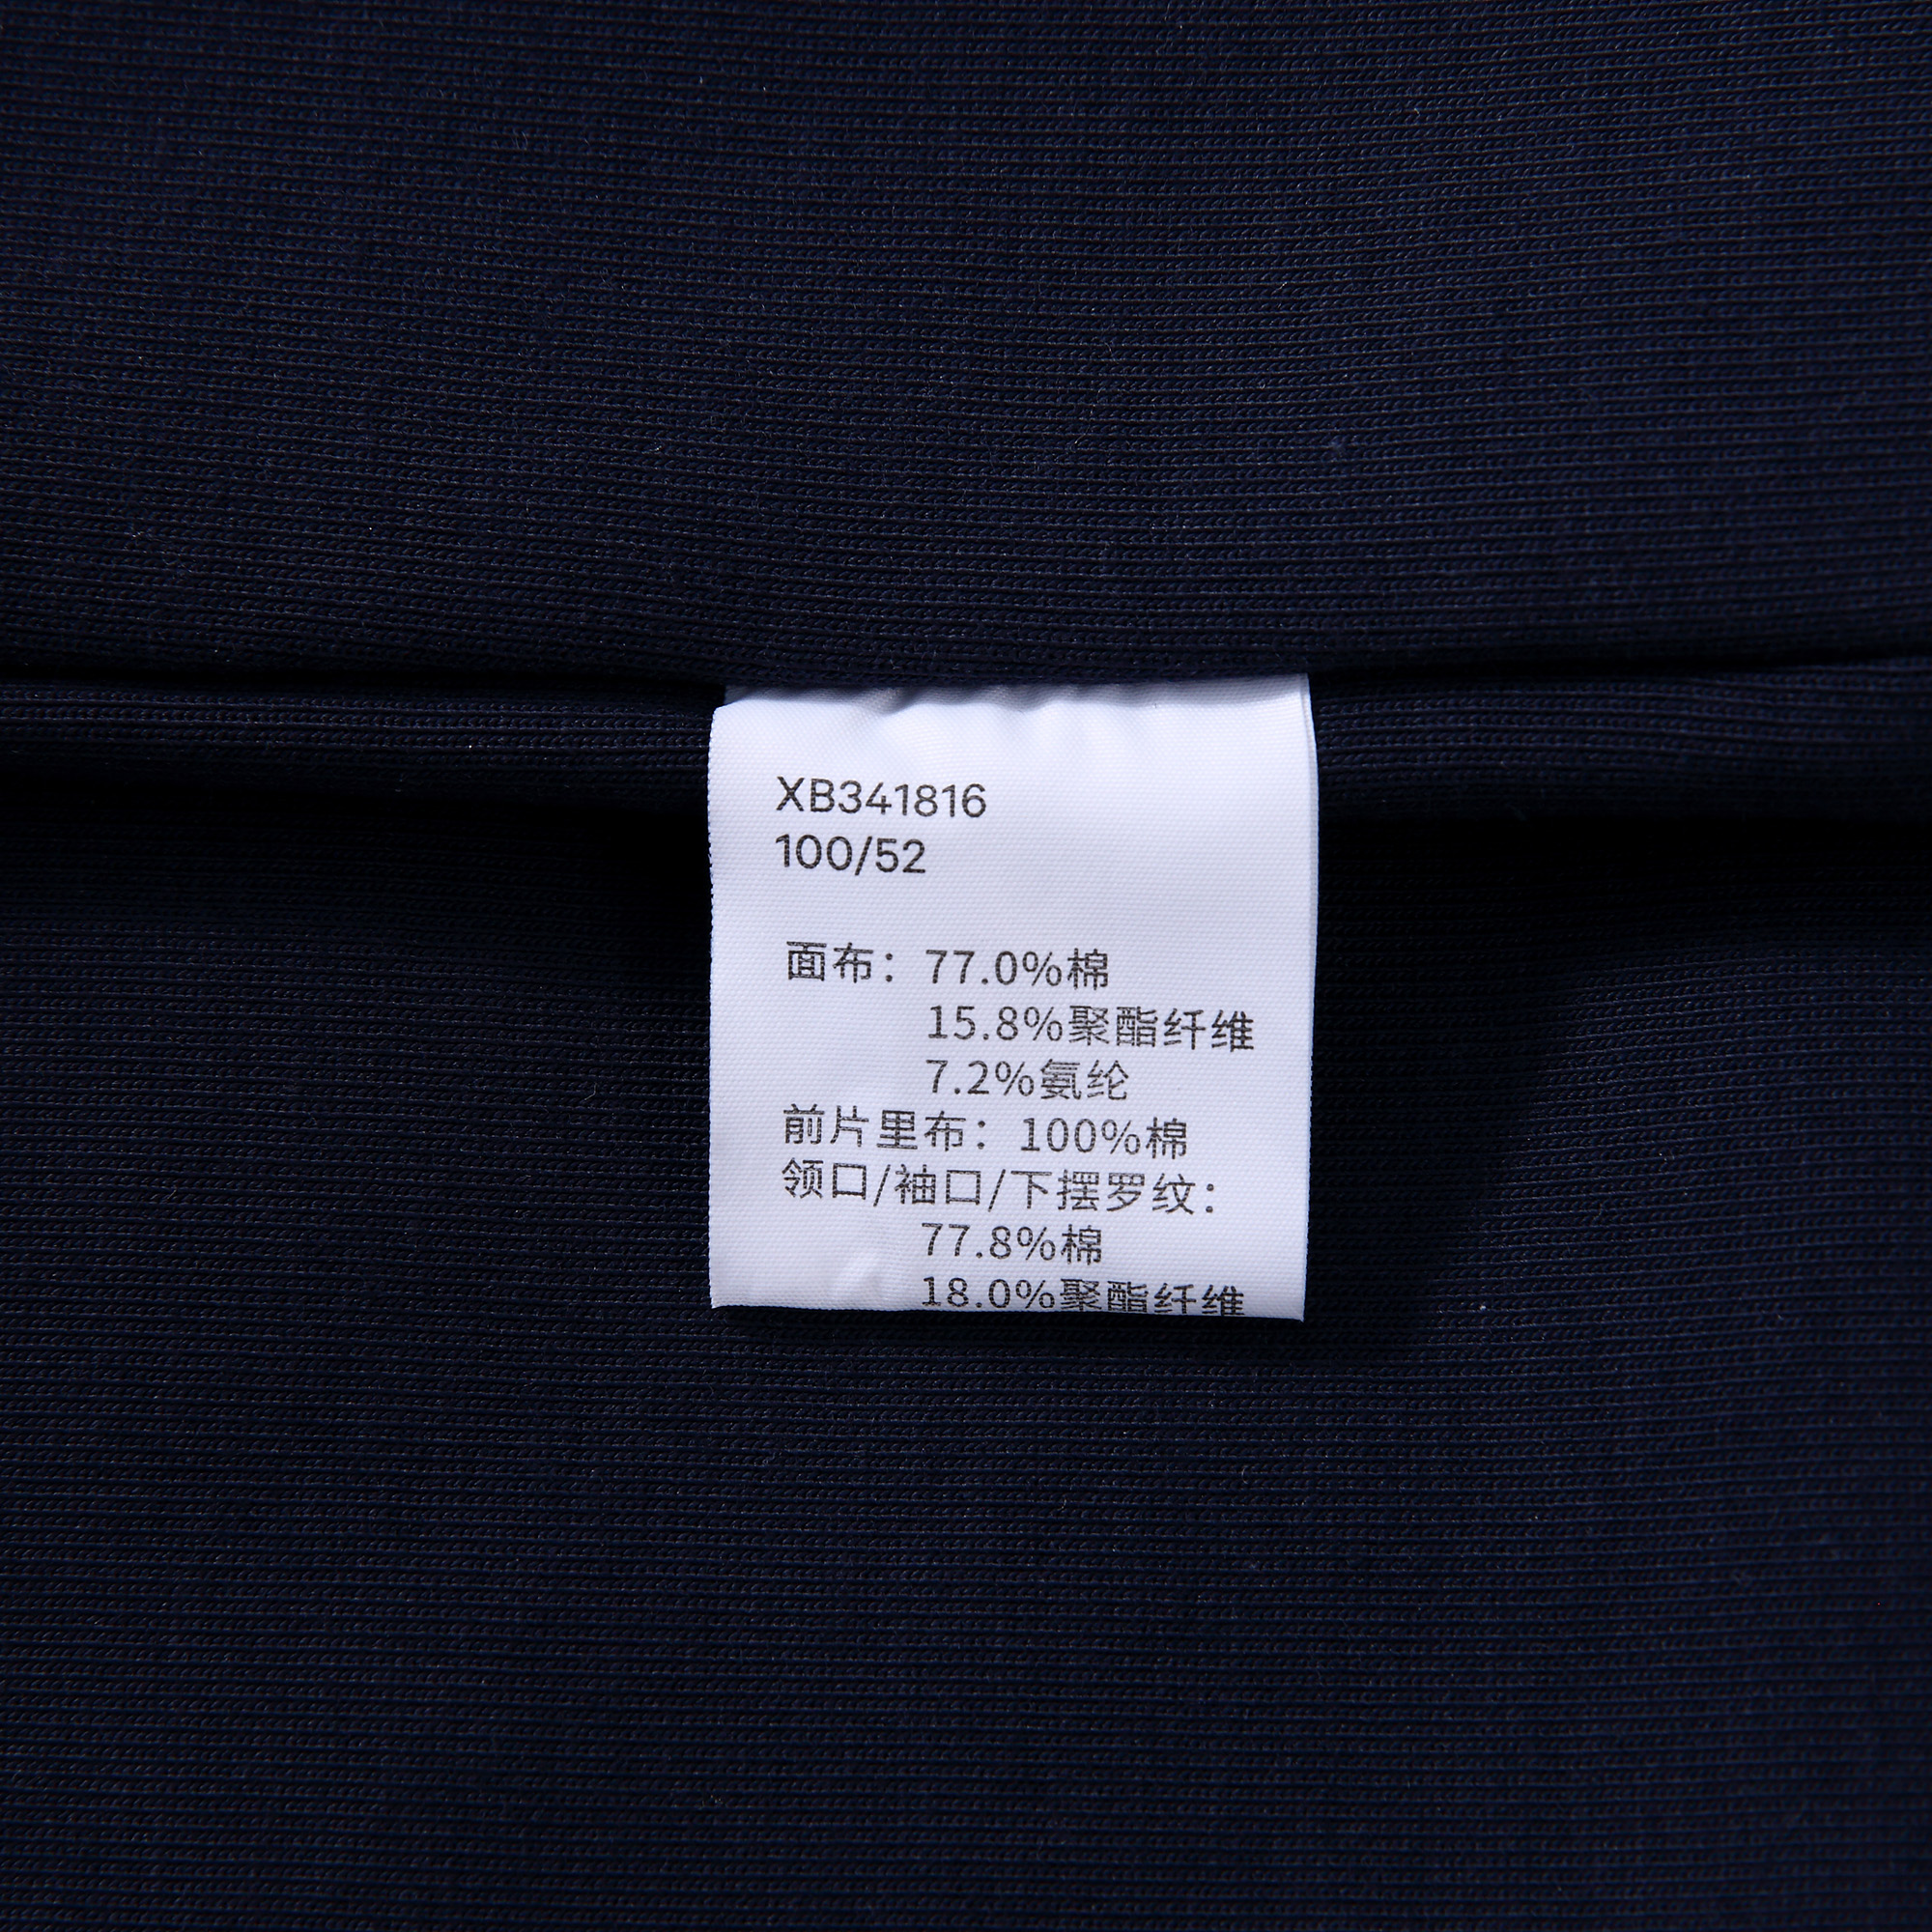 XB341816
100/52
面布：77.0%棉
15.8%聚酯纤维
7.2%氨纶
前片里布：100%棉
领口/袖口/下摆罗纹：
77.8%棉
18.0%聚酯纤维